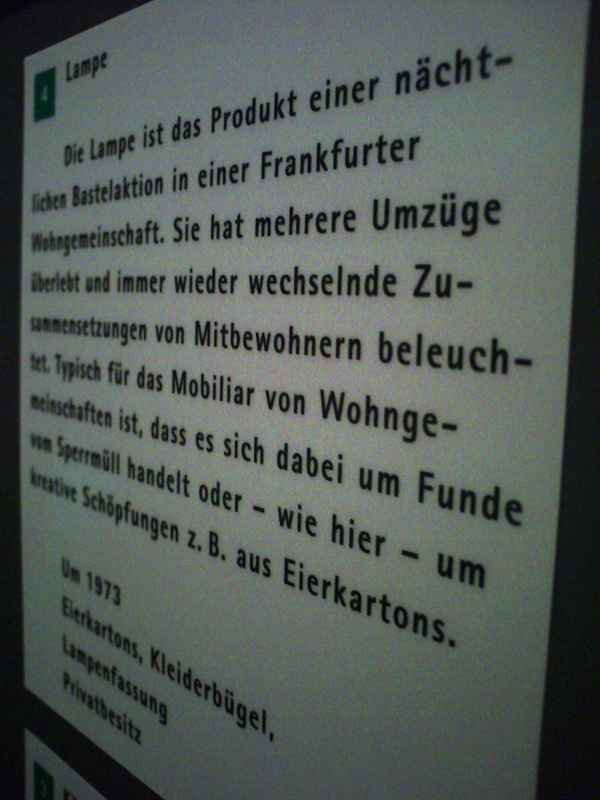 4
Lampe
Die Lampe ist das Produkt einer nächt-
lichen Bastelaktion in einer Frankfurter
Wohngemeinschaft. Sie hat mehrere Umzüge
überlebt und immer wieder wechselnde Zu-
sammensetzungen von Mitbewohnern beleuch-
tet. Typisch für das Mobiliar von Wohnge-
meinschaften ist, dass es sich dabei um Funde
vom Sperrmüll handelt oder – wie hier – um
kreative Schöpfungen z. B. aus Eierkartons.
Um 1973
Eierkartons, Kleiderbügel,
Lampenfassung
Privatbesitz
3